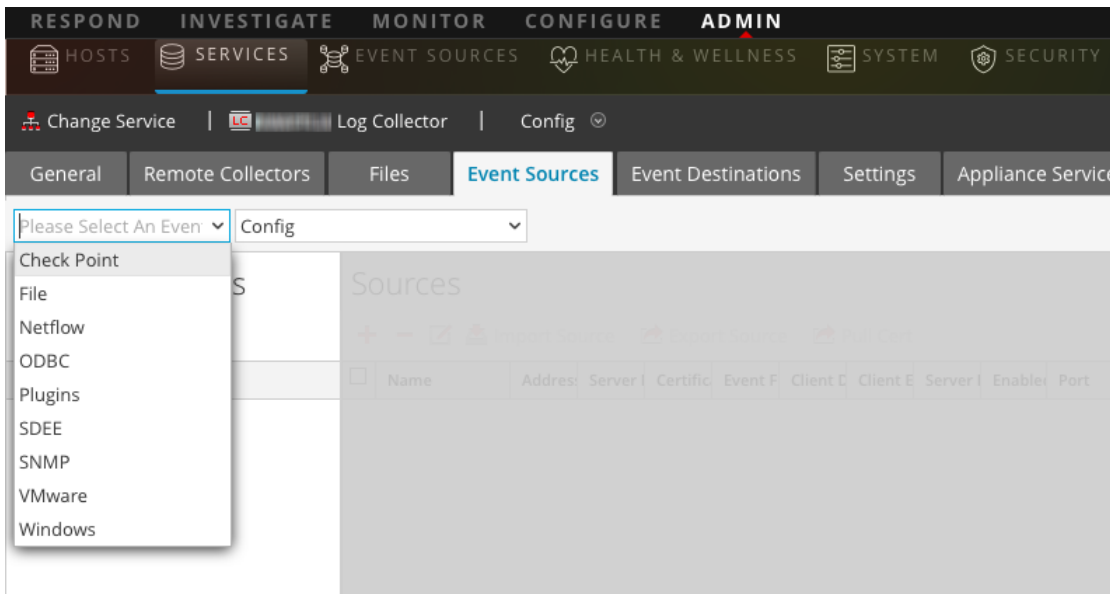 RESPOND INVESTIGATE MONITOR CONFIGURE ADMIN
HOSTS SERVICES EVENT SOURCES HEALTH & WELLNESS SYSTEM SECURITY
Change Service | LC Log Collector | Config
General Remote Collectors Files Event Sources Event Destinations Settings Appliance Service
Please Select An Even Config
Check Point
File
Netflow
ODBC
Plugins
SDEE
SNMP
VMware
Windows
s
Sources
Import Source Export Source Pull Cert
Name Addres Server Certific Event F Client D Client E Server Enable Port